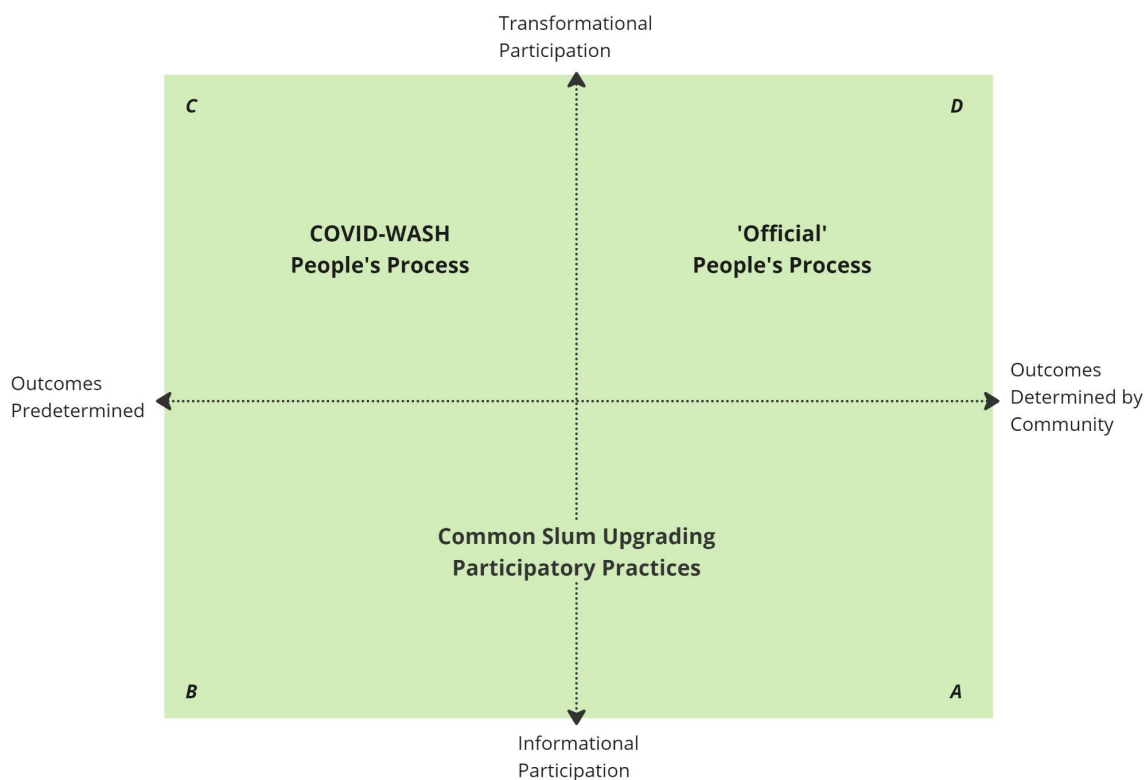 Transformational
Participation
C
D
COVID-WASH
People's Process
'Official'
People's Process
Outcomes
Predetermined
Outcomes
Determined by
Community
Common Slum Upgrading
Participatory Practices
B
A
Informational
Participation